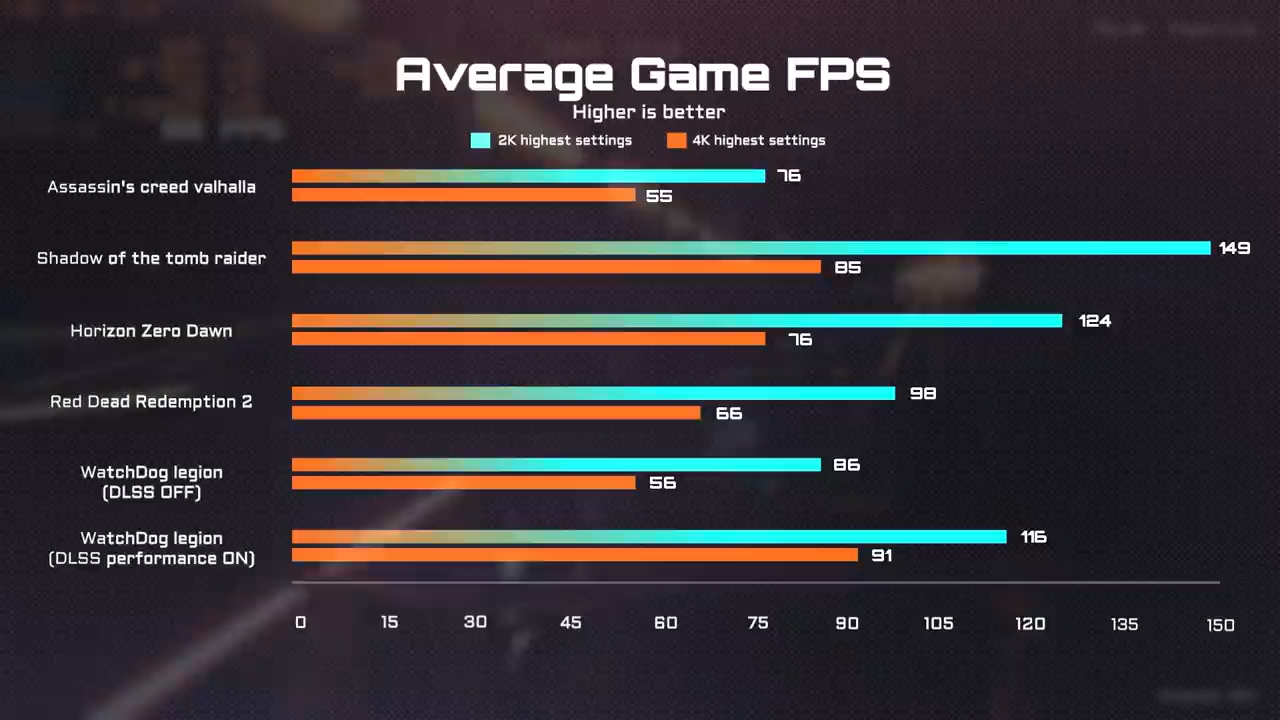 Average Game FPS
Higher is better
2K highest settings
4K highest settings
Assassin's creed valhalla
76
55
Shadow of the tomb raider
149
85
Horizon Zero Dawn
124
76
Red Dead Redemption 2
98
66
WatchDog legion
(DLSS OFF)
86
56
WatchDog legion
(DLSS performance ON)
116
91
0 15 30 45 60 75 90 105 120 135 150